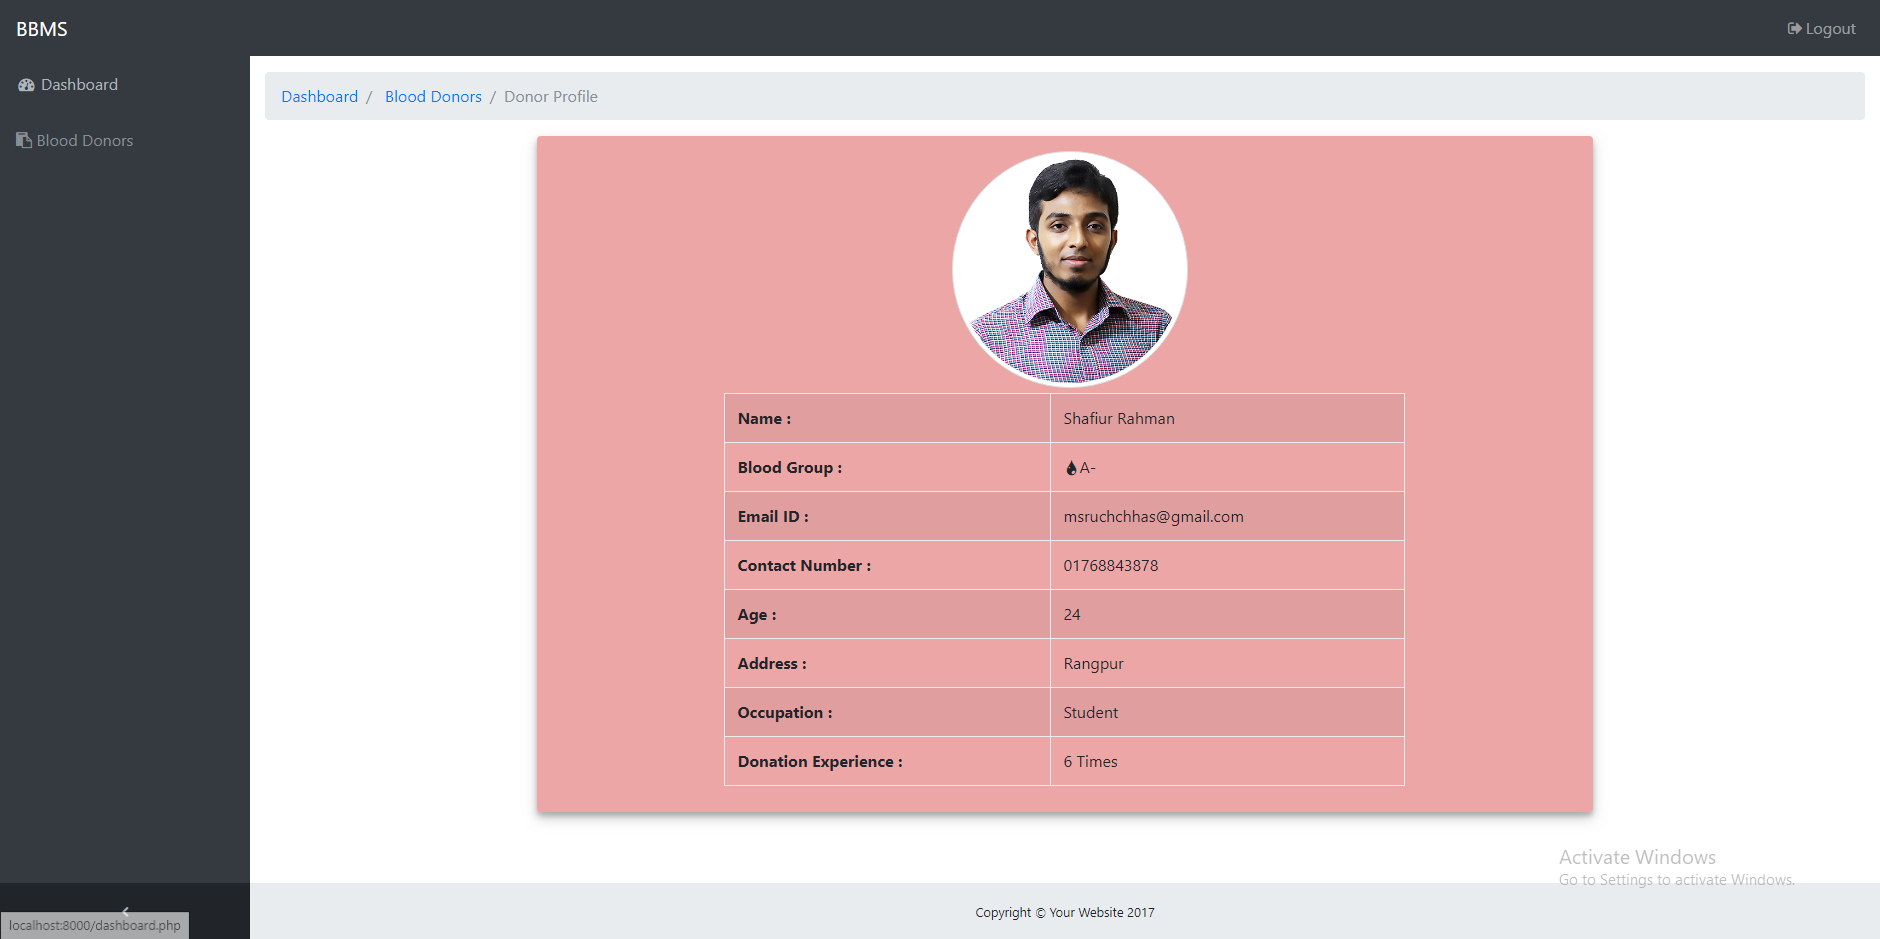 BBMS
Logout
Dashboard
Blood Donors
Dashboard / Blood Donors / Donor Profile
Name : Shafiur Rahman
Blood Group : A-
Email ID : msruchchhas@gmail.com
Contact Number : 01768843878
Age : 24
Address : Rangpur
Occupation : Student
Donation Experience : 6 Times
Activate Windows
Go to Settings to activate Windows.
Copyright © Your Website 2017
localhost:8000/dashboard.php